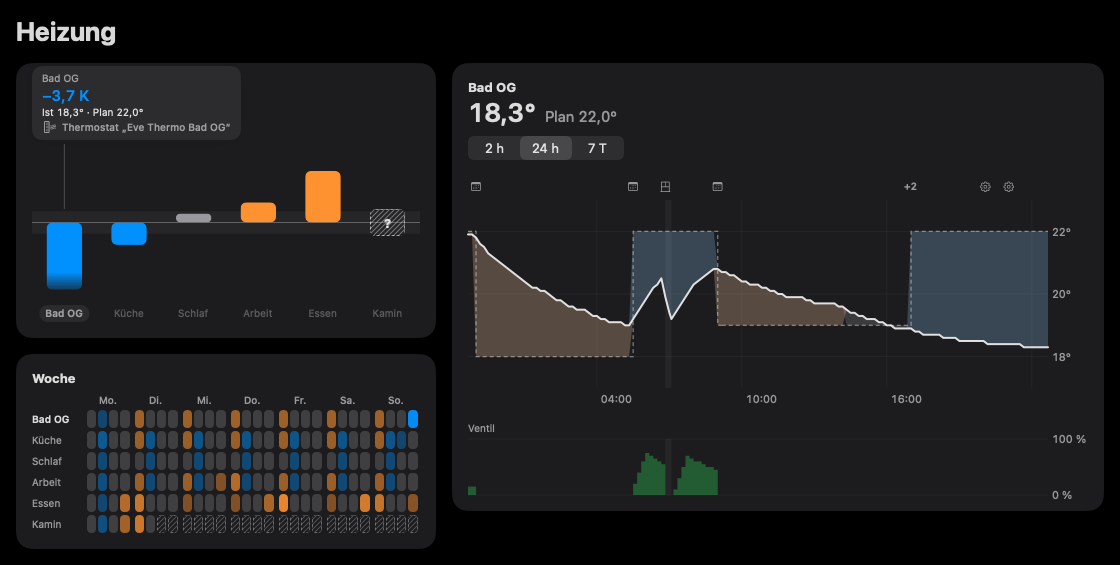 Heizung
Bad OG
−3,7 K
Ist 18,3° · Plan 22,0°
Thermostat „Eve Thermo Bad OG“
?
Bad OG Küche Schlaf Arbeit Essen Kamin
Woche
Mo. Di. Mi. Do. Fr. Sa. So.
Bad OG
Küche
Schlaf
Arbeit
Essen
Kamin
Bad OG
18,3° Plan 22,0°
2 h 24 h 7 T
+2
22°
20°
18°
04:00 10:00 16:00
Ventil
100 %
0 %